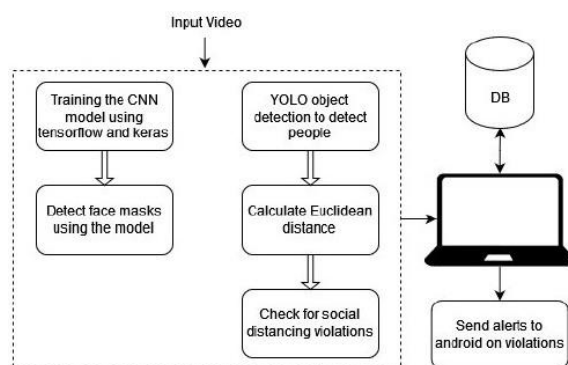 Input Video
Training the CNN
model using
tensorflow and keras
YOLO object
detection to detect
people
DB
Detect face masks
using the model
Calculate Euclidean
distance
Check for social
distancing violations
Send alerts to
android on violations